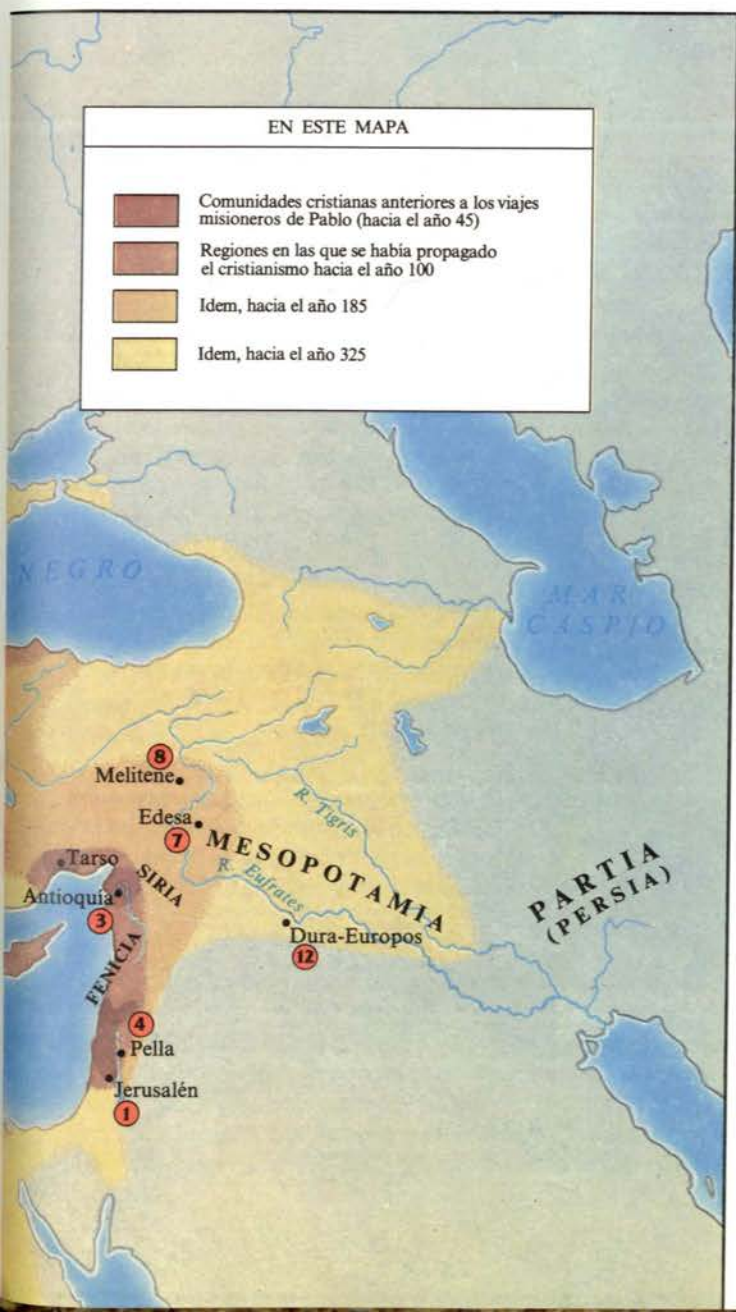 EN ESTE MAPA
Comunidades cristianas anteriores a los viajes
misioneros de Pablo (hacia el año 45)
Regiones en las que se había propagado
el cristianismo hacia el año 100
Idem, hacia el año 185
Idem, hacia el año 325
NEGRO
MAR
CASPIO
8
Melitene
Edesa
7
R. Tigris
MESOPOTAMIA
R. Eufrates
Tarso
SIRIA
Antioquía
3
PARTIA
(PERSIA)
Dura-Europos
12
FENICIA
4
Pella
Jerusalén
1